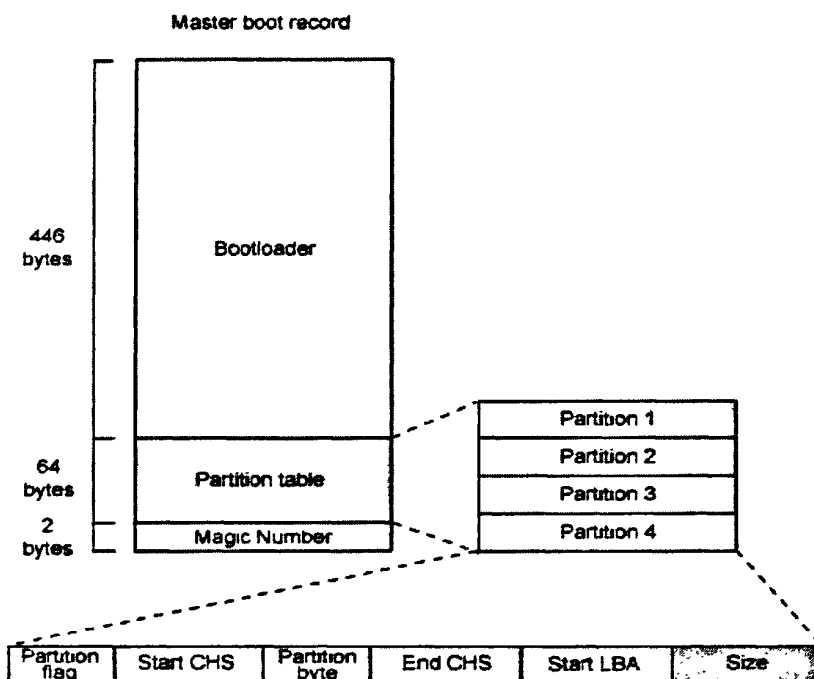 Master boot record
446
bytes
Bootloader
Partition 1
Partition 2
64
bytes
Partition table
Partition 3
2
bytes
Magic Number
Partition 4
Partition
flag
Start CHS
Partition
byte
End CHS
Start LBA
Size